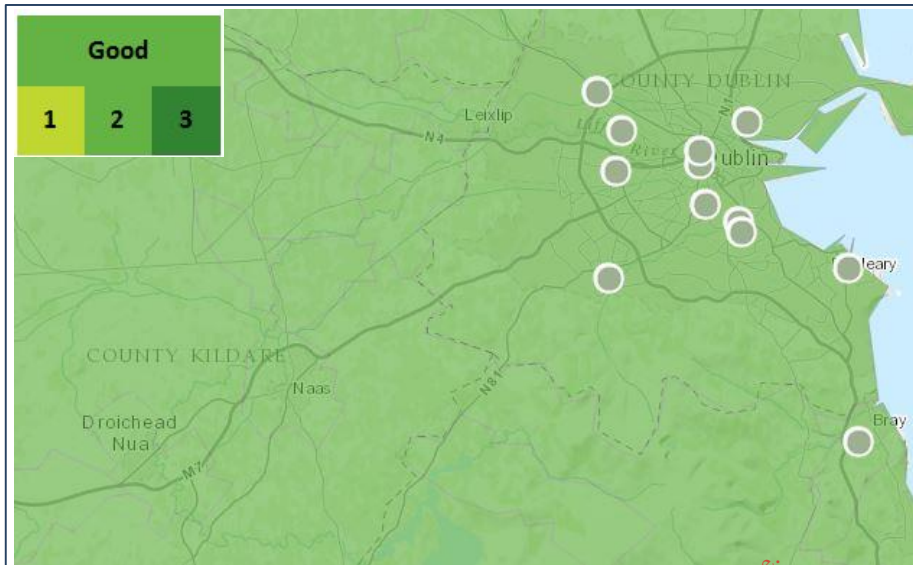 Good
1 2 3
COUNTY DUBLIN
N1
Leixlip
N4
River
ublin
leary
COUNTY KILDARE
Naas
N81
Droichead
Nua
M7
Bray